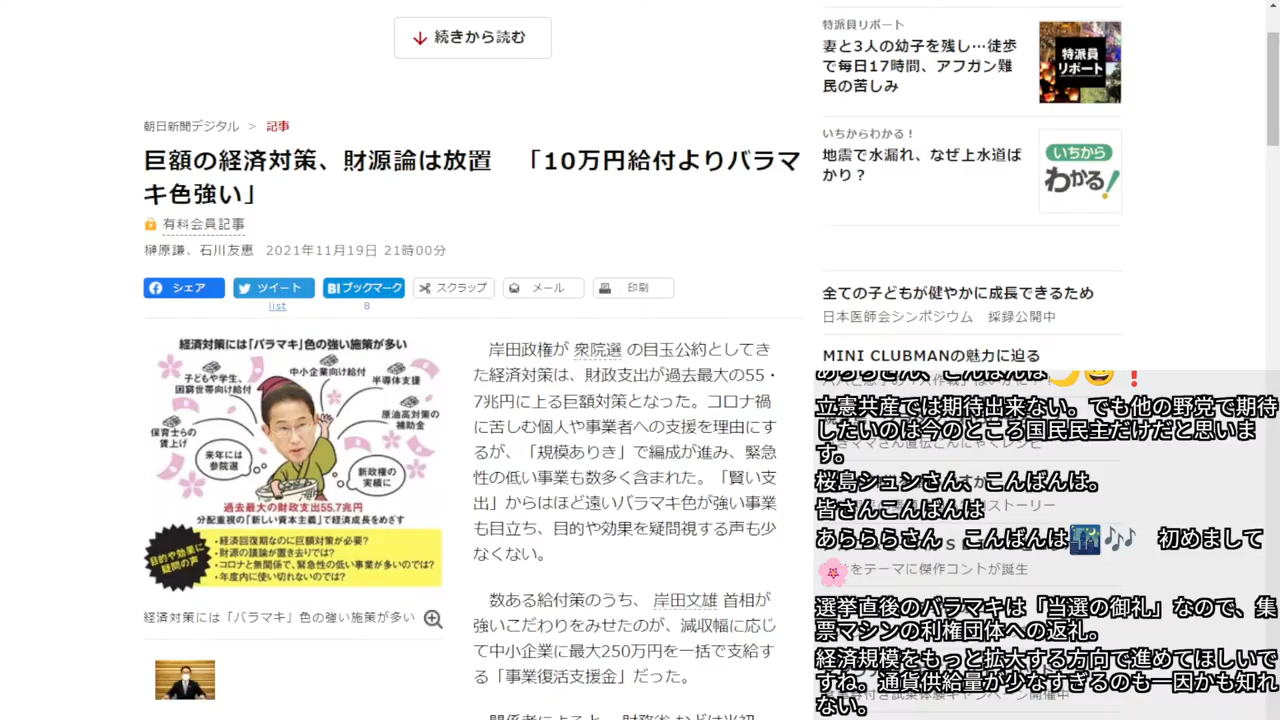 続きから読む
朝日新聞デジタル > 記事
巨額の経済対策、財源論は放置 「10万円給付よりバラマ
キ色強い」
有料会員記事
榊原謙、石川友恵 2021年11月19日 21時00分
シェア ツイート ブックマーク スクラップ メール 印刷
list 8
経済対策には「バラマキ」色の強い施策が多い
子どもや学生、
困窮世帯向け給付
中小企業向け給付
半導体支援
原油高対策の
補助金
保育士らの
賃上げ
来年には
参院選
新政権の
実績に
過去最大の財政支出55.7兆円
分配重視の「新しい資本主義」で経済成長をめざす
目的や効果に
疑問の声
・経済回復期なのに巨額対策が必要?
・財源の議論が置き去りでは?
・コロナと無関係で、緊急性の低い事業が多いのでは?
・年度内に使い切れないのでは?
経済対策には「バラマキ」色の強い施策が多い
岸田政権が 衆院選 の目玉公約としてき
た経済対策は、財政支出が過去最大の55・
7兆円に上る巨額対策となった。コロナ禍
に苦しむ個人や事業者への支援を理由にす
るが、「規模ありき」で編成が進み、緊急
性の低い事業も数多く含まれた。「賢い支
出」からはほど遠いバラマキ色が強い事業
も目立ち、目的や効果を疑問視する声も少
なくない。
数ある給付策のうち、 岸田文雄 首相が
強いこだわりをみせたのが、減収幅に応じ
て中小企業に最大250万円を一括で支給す
る「事業復活支援金」だった。
特派員リポート
妻と3人の幼子を残し…徒歩
で毎日17時間、アフガン難
民の苦しみ
特派員
リポート
いちからわかる！
地震で水漏れ、なぜ上水道ば
かり？
いちから
わかる!
全ての子どもが健やかに成長できるため
日本医師会シンポジウム 採録公開中
MINI CLUBMANの魅力に迫る
あららさん、こんばんは🌙😀❗
立憲共産では期待出来ない。でも他の野党で期待
したいのは今のところ国民民主だけだと思いま
す。
桜島シュンさん、こんばんは。
皆さんこんばんは
あらららさん こんばんは🌃🎶 初めまして
🌸
をテーマに傑作コントが誕生
選挙直後のバラマキは「当選の御礼」なので、集
票マシンの利権団体への返礼。
経済規模をもっと拡大する方向で進めてほしいで
すね。通貨供給量が少なすぎるのも一因かも知れ
ない。